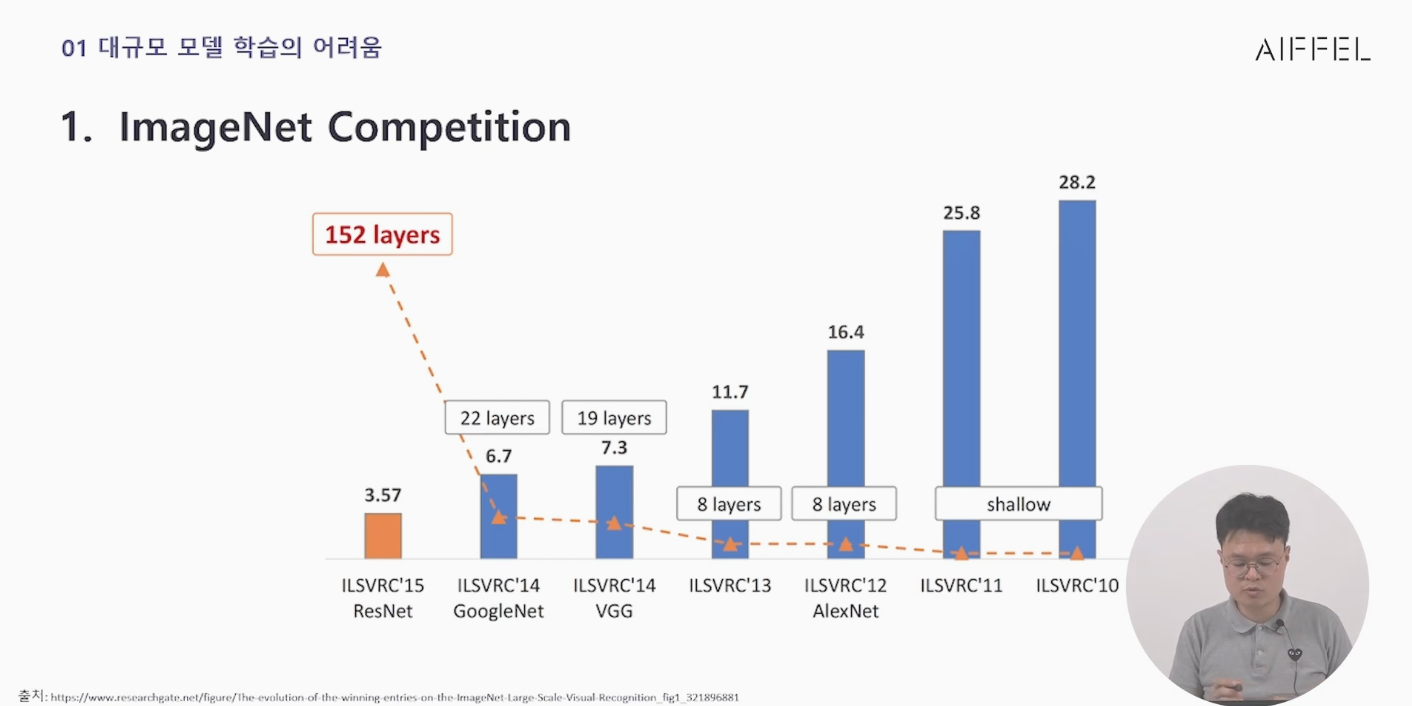 01 대규모 모델 학습의 어려움
AIFFEL
1. ImageNet Competition
28.2
25.8
152 layers
16.4
11.7
22 layers
19 layers
6.7
7.3
3.57
8 layers
8 layers
shallow
ILSVRC'15
ResNet
ILSVRC'14
GoogleNet
ILSVRC'14
VGG
ILSVRC'13
ILSVRC'12
AlexNet
ILSVRC'11
ILSVRC'10
출처: https://www.researchgate.net/figure/The-evolution-of-the-winning-entries-on-the-ImageNet-Large-Scale-Visual-Recognition_fig1_321896881